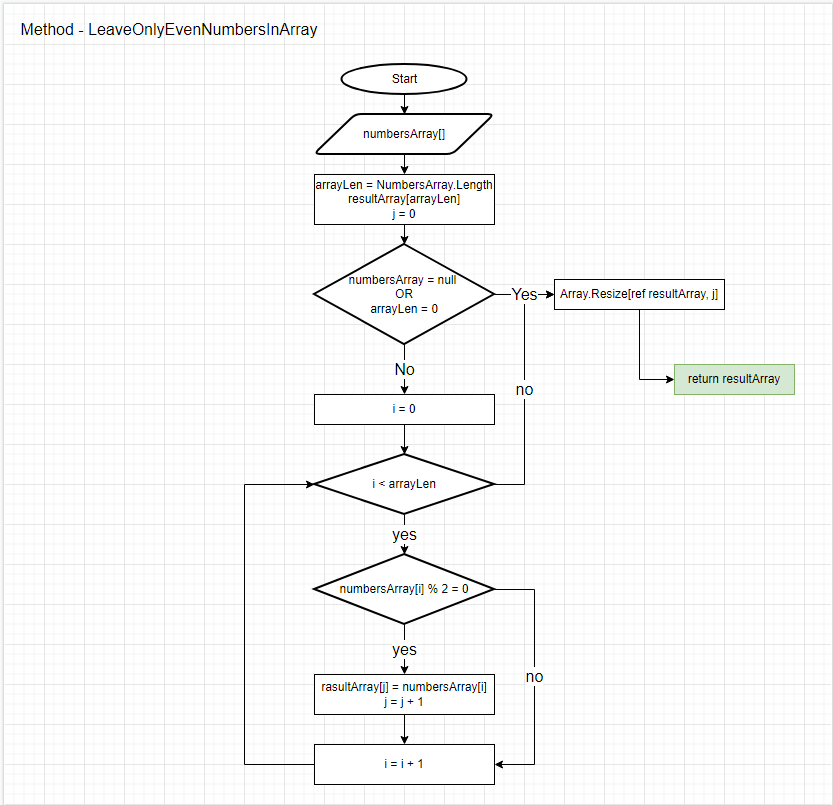 Method - LeaveOnlyEvenNumbersInArray
Start
numbersArray[]
arrayLen = NumbersArray.Length
resultArray[arrayLen]
j = 0
numbersArray = null
OR
arrayLen = 0
Yes
Array.Resize[ref resultArray, j]
return resultArray
No
no
i = 0
i < arrayLen
yes
numbersArray[i] % 2 = 0
yes
no
rasultArray[j] = numbersArray[i]
j = j + 1
i = i + 1